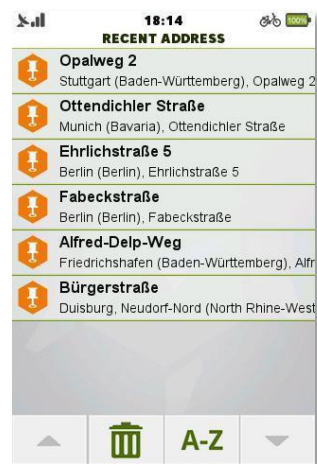 18:14
100%
RECENT ADDRESS
Opalweg 2
Stuttgart (Baden-Württemberg), Opalweg 2
Ottendichler Straße
Munich (Bavaria), Ottendichler Straße
Ehrlichstraße 5
Berlin (Berlin), Ehrlichstraße 5
Fabeckstraße
Berlin (Berlin), Fabeckstraße
Alfred-Delp-Weg
Friedrichshafen (Baden-Württemberg), Alfr
Bürgerstraße
Duisburg, Neudorf-Nord (North Rhine-West
A-Z